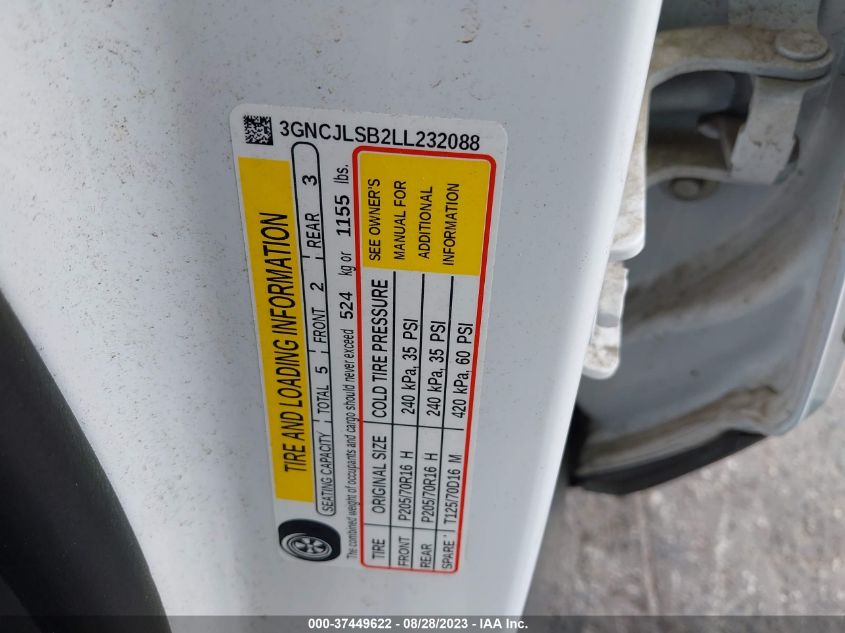 3GNCJLSB2LL232088
TIRE AND LOADING INFORMATION
SEATING CAPACITY TOTAL 5 FRONT 2 REAR 3
The combined weight of occupants and cargo should never exceed 524 kg or 1155 lbs.
TIRE ORIGINAL SIZE COLD TIRE PRESSURE SEE OWNER'S
FRONT P205/70R16 H 240 kPa, 35 PSI MANUAL FOR
REAR P205/70R16 H 240 kPa, 35 PSI ADDITIONAL
SPARE T125/70D16 M 420 kPa, 60 PSI INFORMATION
000-37449622 - 08/28/2023 - IAA Inc.